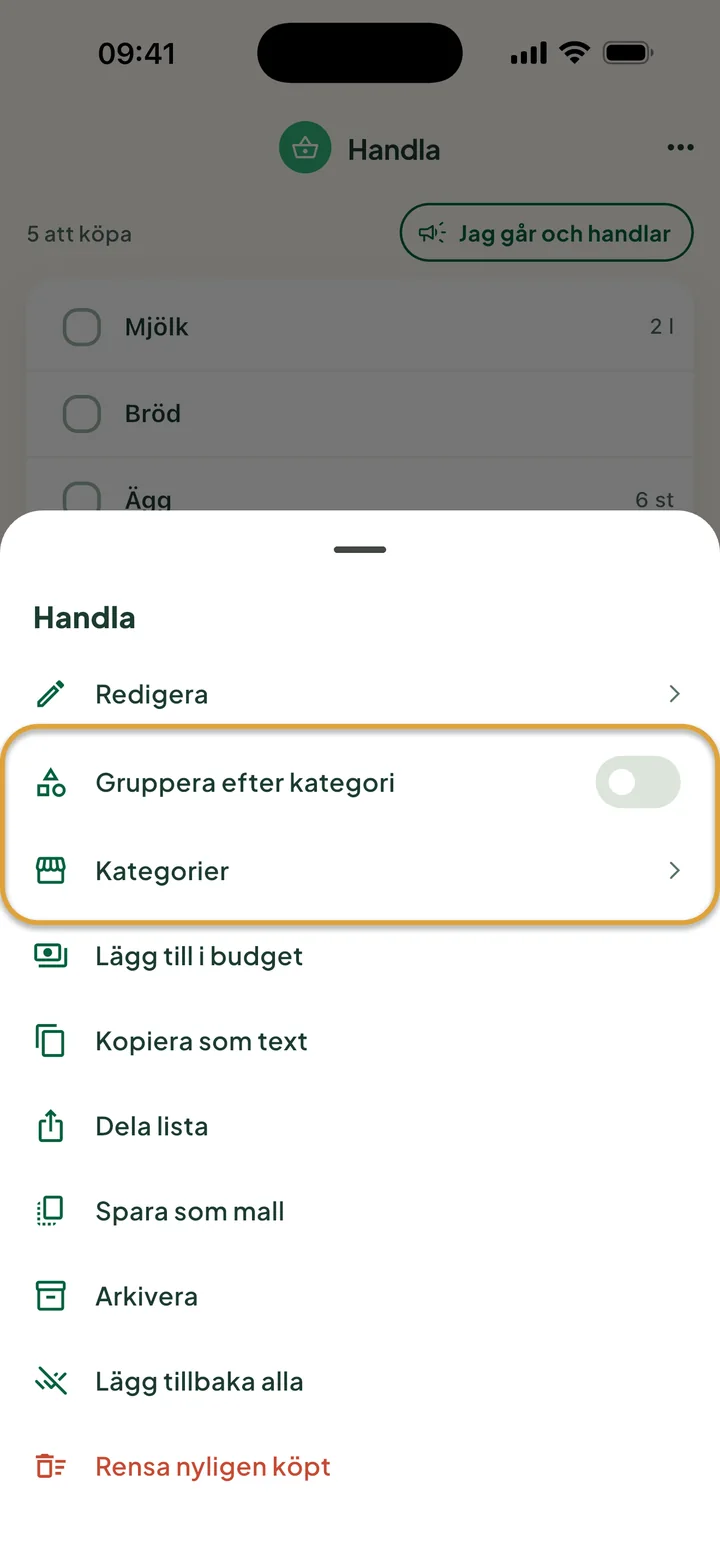 09:41
Handla
5 att köpa
Jag går och handlar
Mjölk 2 l
Bröd
Ägg 6 st
Handla
Redigera
Gruppera efter kategori
Kategorier
Lägg till i budget
Kopiera som text
Dela lista
Spara som mall
Arkivera
Lägg tillbaka alla
Rensa nyligen köpt